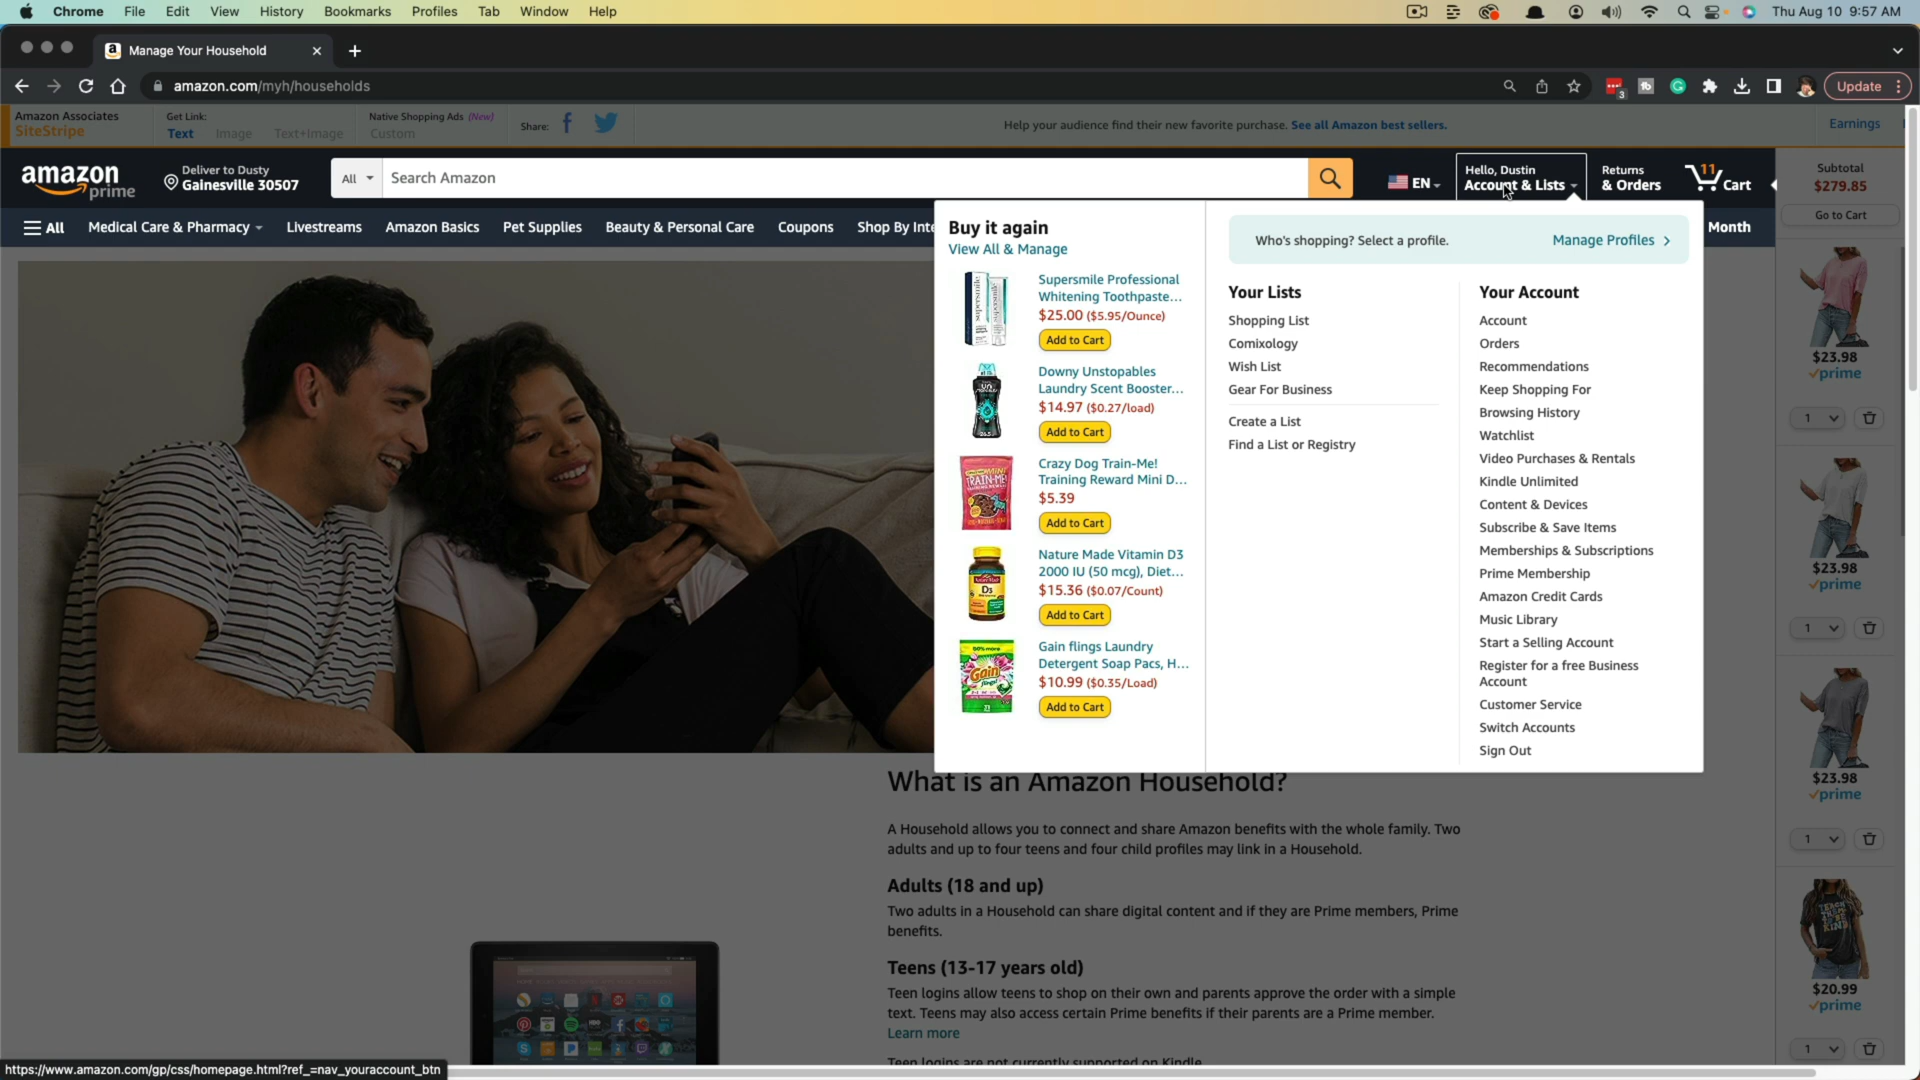 Chrome File Edit View History Bookmarks Profiles Tab Window Help
Thu Aug 10 9:57 AM
Manage Your Household
amazon.com/myh/households
3
Update
Amazon Associates
SiteStripe
Get Link:
Text Image Text+Image
Native Shopping Ads (New)
Custom
Share:
Help your audience find their new favorite purchase. See all Amazon best sellers.
Earnings
amazon
prime
Deliver to Dusty
Gainesville 30507
All
Search Amazon
EN
Hello, Dustin
Account & Lists
Returns
& Orders
11
Cart
Subtotal
$279.85
Go to Cart
All Medical Care & Pharmacy Livestreams Amazon Basics Pet Supplies Beauty & Personal Care Coupons Shop By Inte
Month
Buy it again
View All & Manage
Supersmile Professional
Whitening Toothpaste...
$25.00 ($5.95/Ounce)
Add to Cart
Downy Unstopables
Laundry Scent Booster...
$14.97 ($0.27/load)
Add to Cart
Crazy Dog Train-Me!
Training Reward Mini D...
$5.39
Add to Cart
Nature Made Vitamin D3
2000 IU (50 mcg), Diet...
$15.36 ($0.07/Count)
Add to Cart
Gain flings Laundry
Detergent Soap Pacs, H...
$10.99 ($0.35/Load)
Add to Cart
Who's shopping? Select a profile.
Manage Profiles
Your Lists
Shopping List
Comixology
Wish List
Gear For Business
Create a List
Find a List or Registry
Your Account
Account
Orders
Recommendations
Keep Shopping For
Browsing History
Watchlist
Video Purchases & Rentals
Kindle Unlimited
Content & Devices
Subscribe & Save Items
Memberships & Subscriptions
Prime Membership
Amazon Credit Cards
Music Library
Start a Selling Account
Register for a free Business
Account
Customer Service
Switch Accounts
Sign Out
$23.98
prime
1
$23.98
prime
1
$23.98
prime
1
$20.99
prime
1
What is an Amazon Household?
A Household allows you to connect and share Amazon benefits with the whole family. Two
adults and up to four teens and four child profiles may link in a Household.
Adults (18 and up)
Two adults in a Household can share digital content and if they are Prime members, Prime
benefits.
Teens (13-17 years old)
Teen logins allow teens to shop on their own and parents approve the order with a simple
text. Teens may also access certain Prime benefits if their parents are a Prime member.
Learn more
Teen logins are not currently supported on Kindle
https://www.amazon.com/gp/css/homepage.html?ref_=nav_youraccount_btn